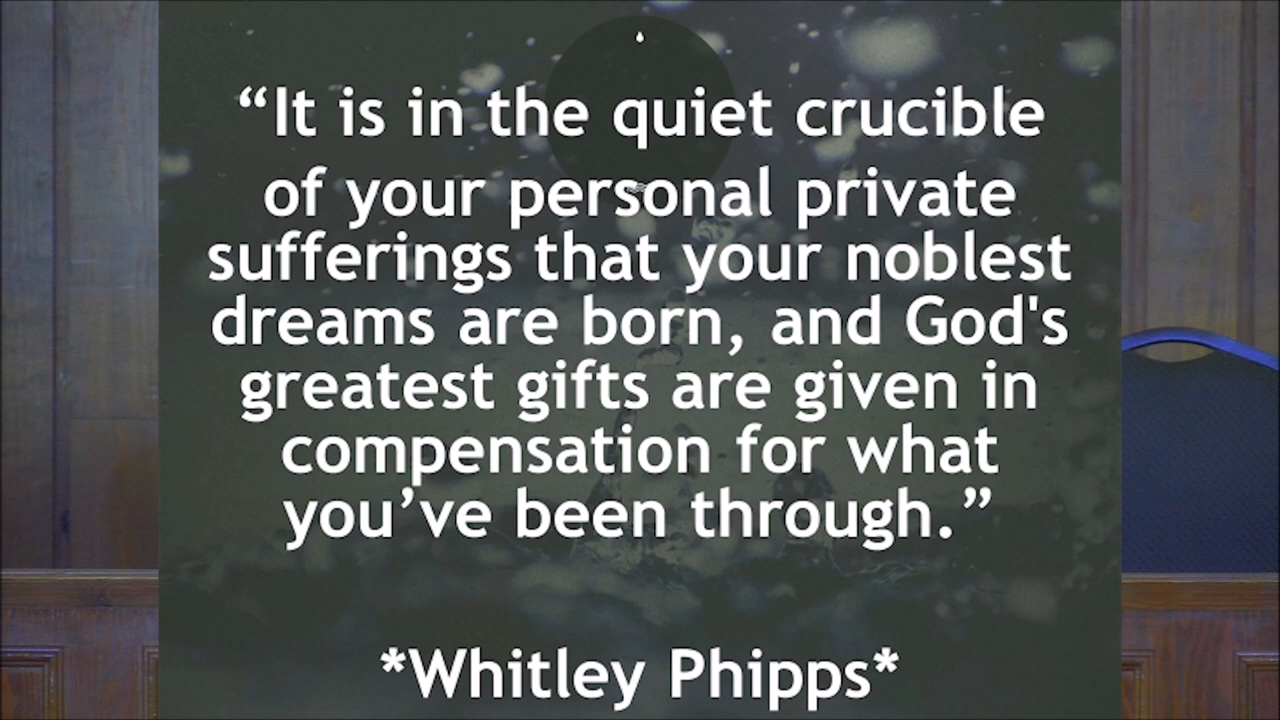 “It is in the quiet crucible
of your personal private
sufferings that your noblest
dreams are born, and God's
greatest gifts are given in
compensation for what
you’ve been through.”
*Whitley Phipps*